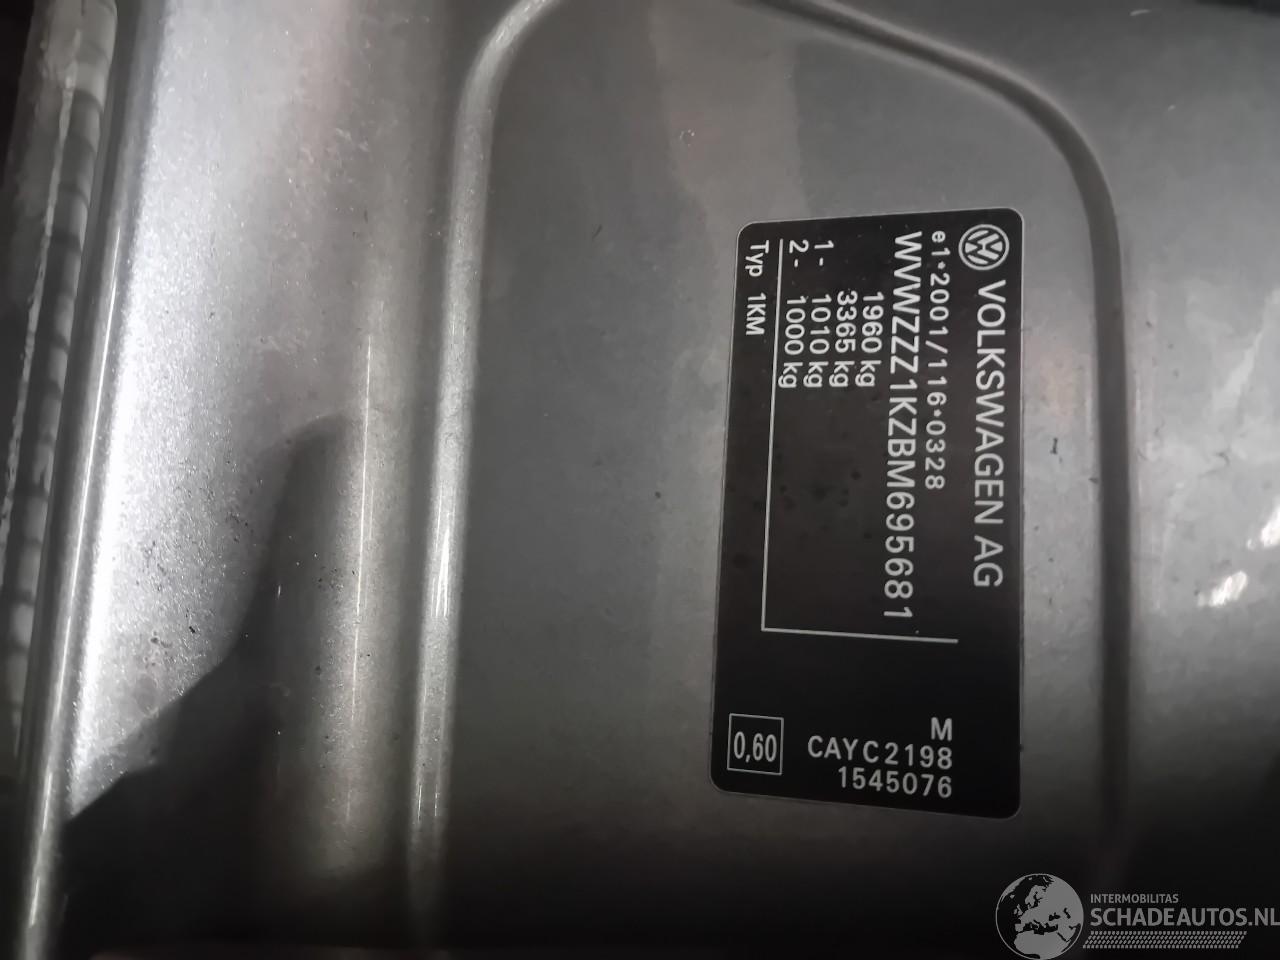 VOLKSWAGEN AG
e1*2001/116*0328
WVWZZZ1KZBM695681
1960 kg
3365 kg
1- 1010 kg
2- 1000 kg
Typ 1KM
M
CAYC2198
1545076
0,60
INTERMOBILITAS
SCHADEAUTOS.NL